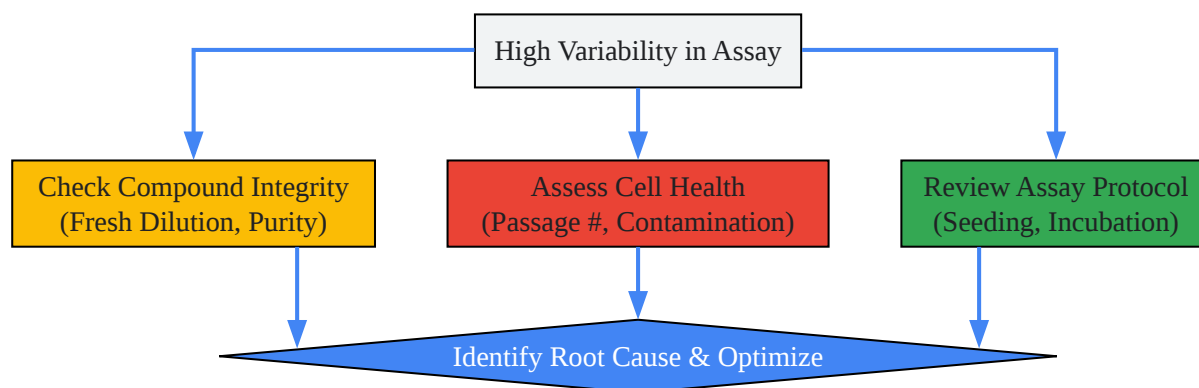 High Variability in Assay
Check Compound Integrity
(Fresh Dilution, Purity)
Assess Cell Health
(Passage #, Contamination)
Review Assay Protocol
(Seeding, Incubation)
Identify Root Cause & Optimize